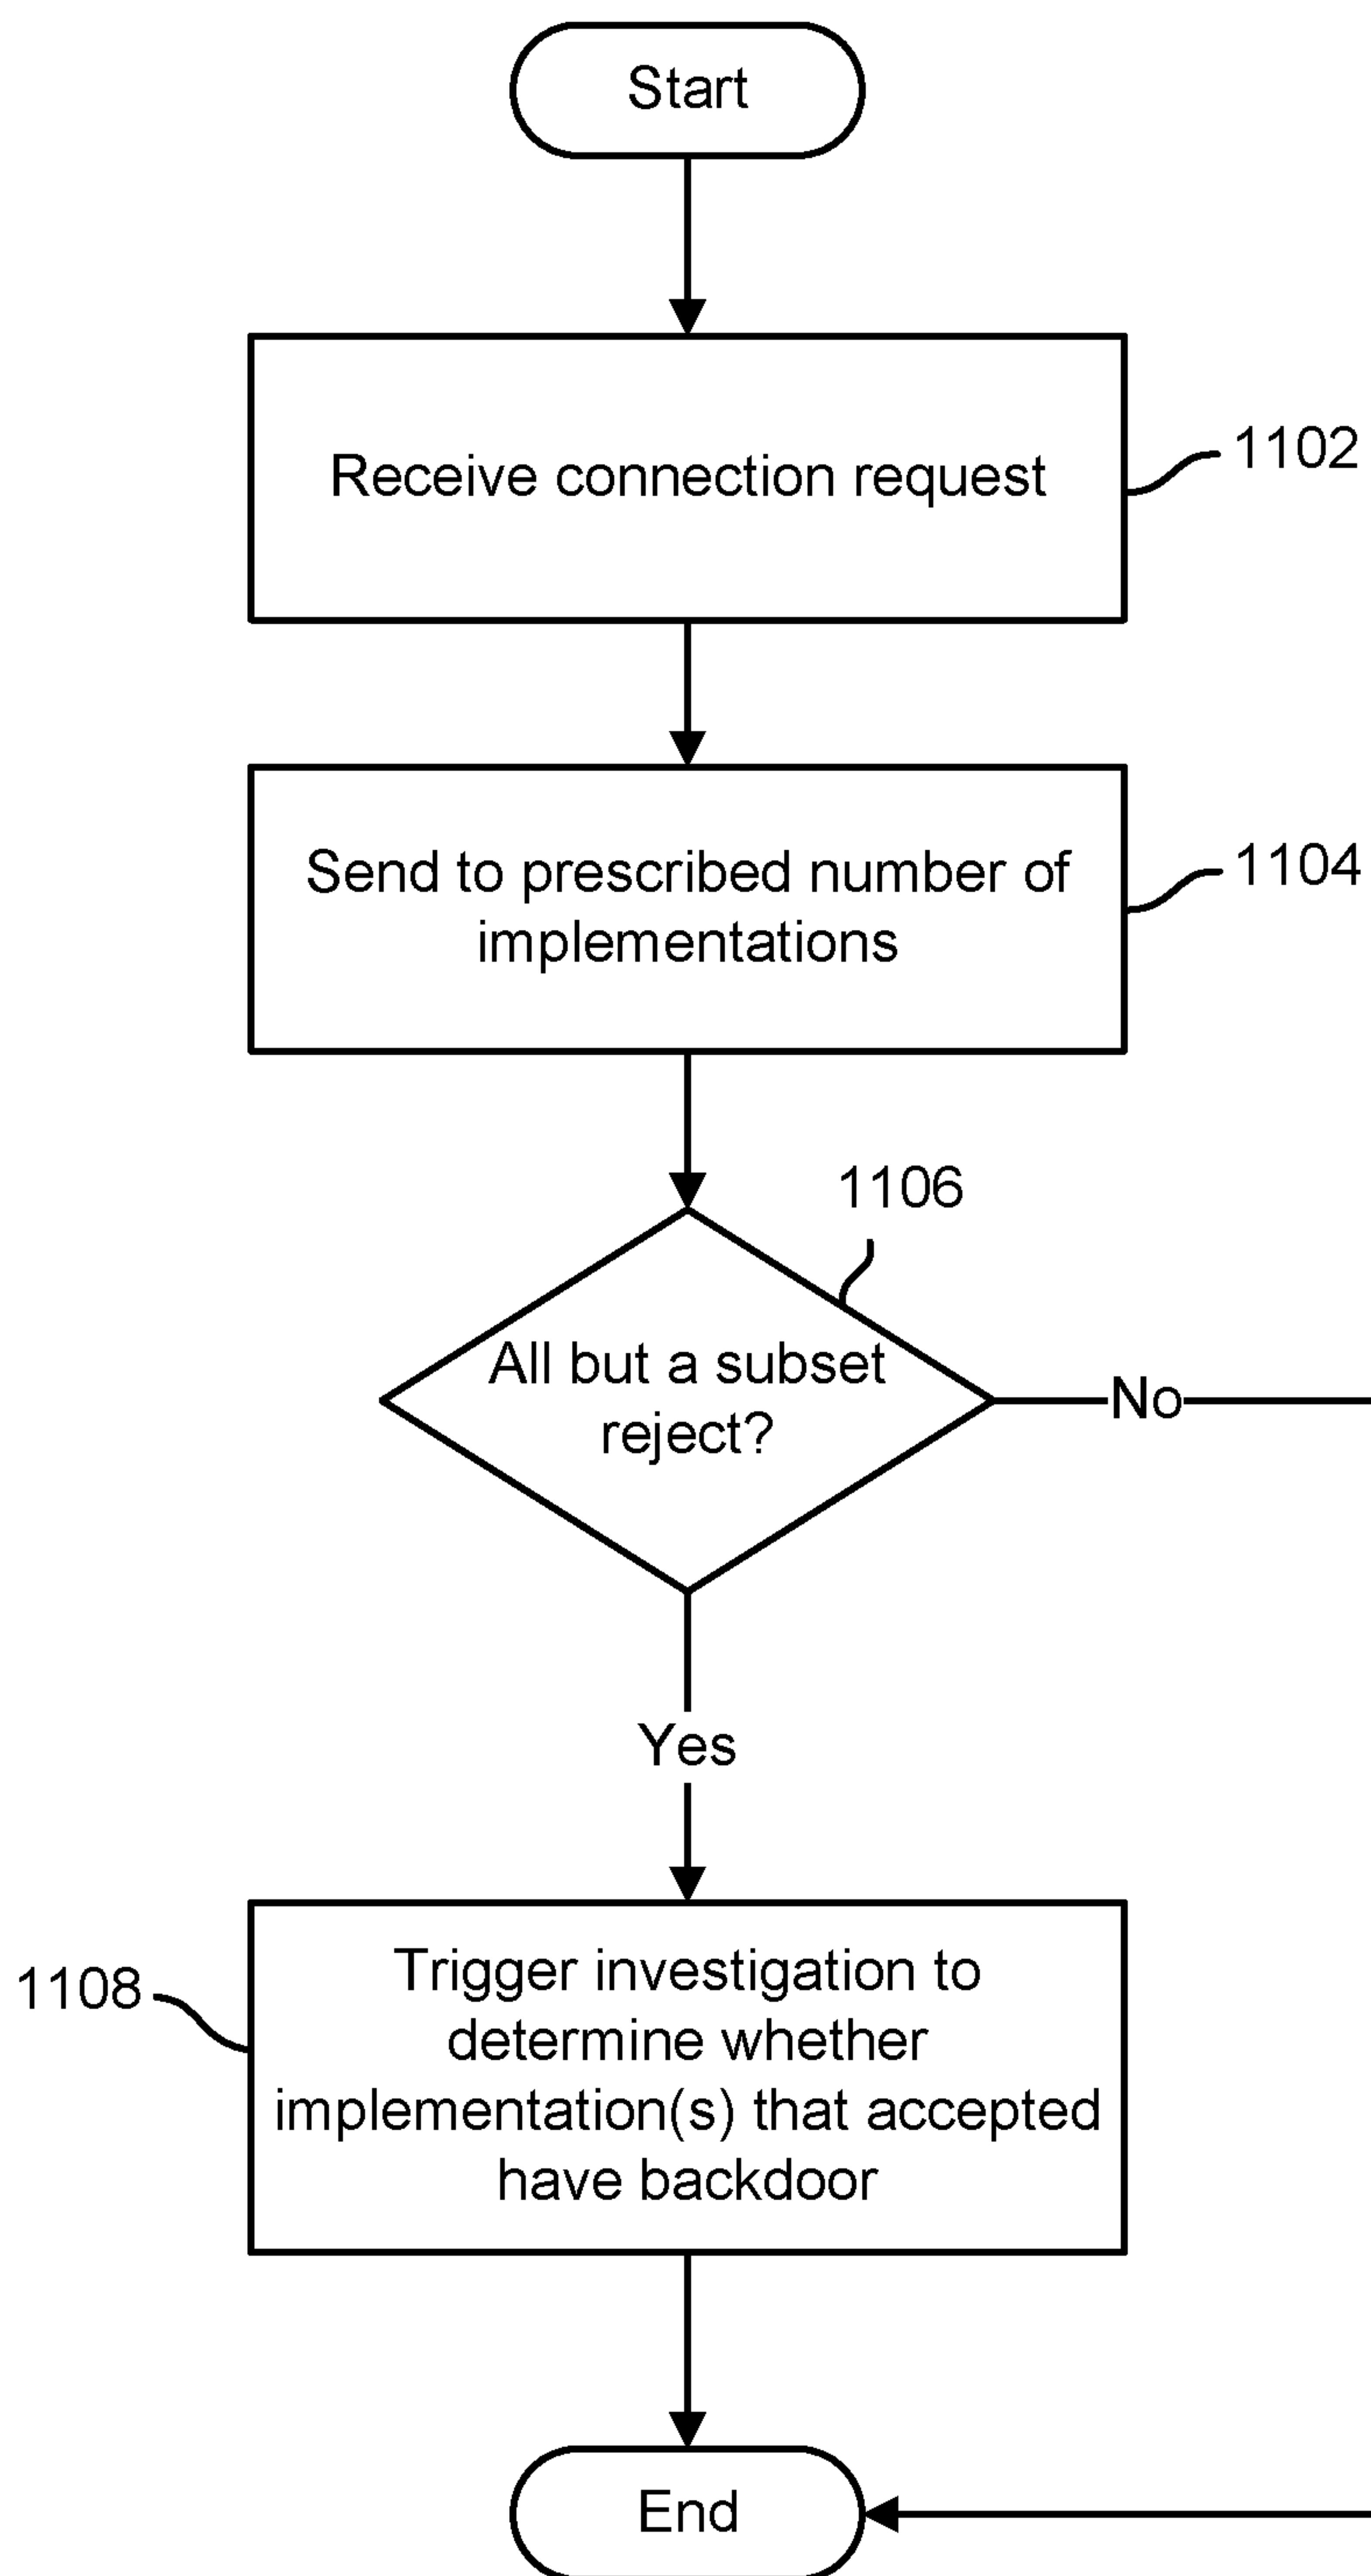 Start
Receive connection request
1102
Send to prescribed number of
implementations
1104
1106
All but a subset
reject?
No
Yes
1108
Trigger investigation to
determine whether
implementation(s) that accepted
have backdoor
End